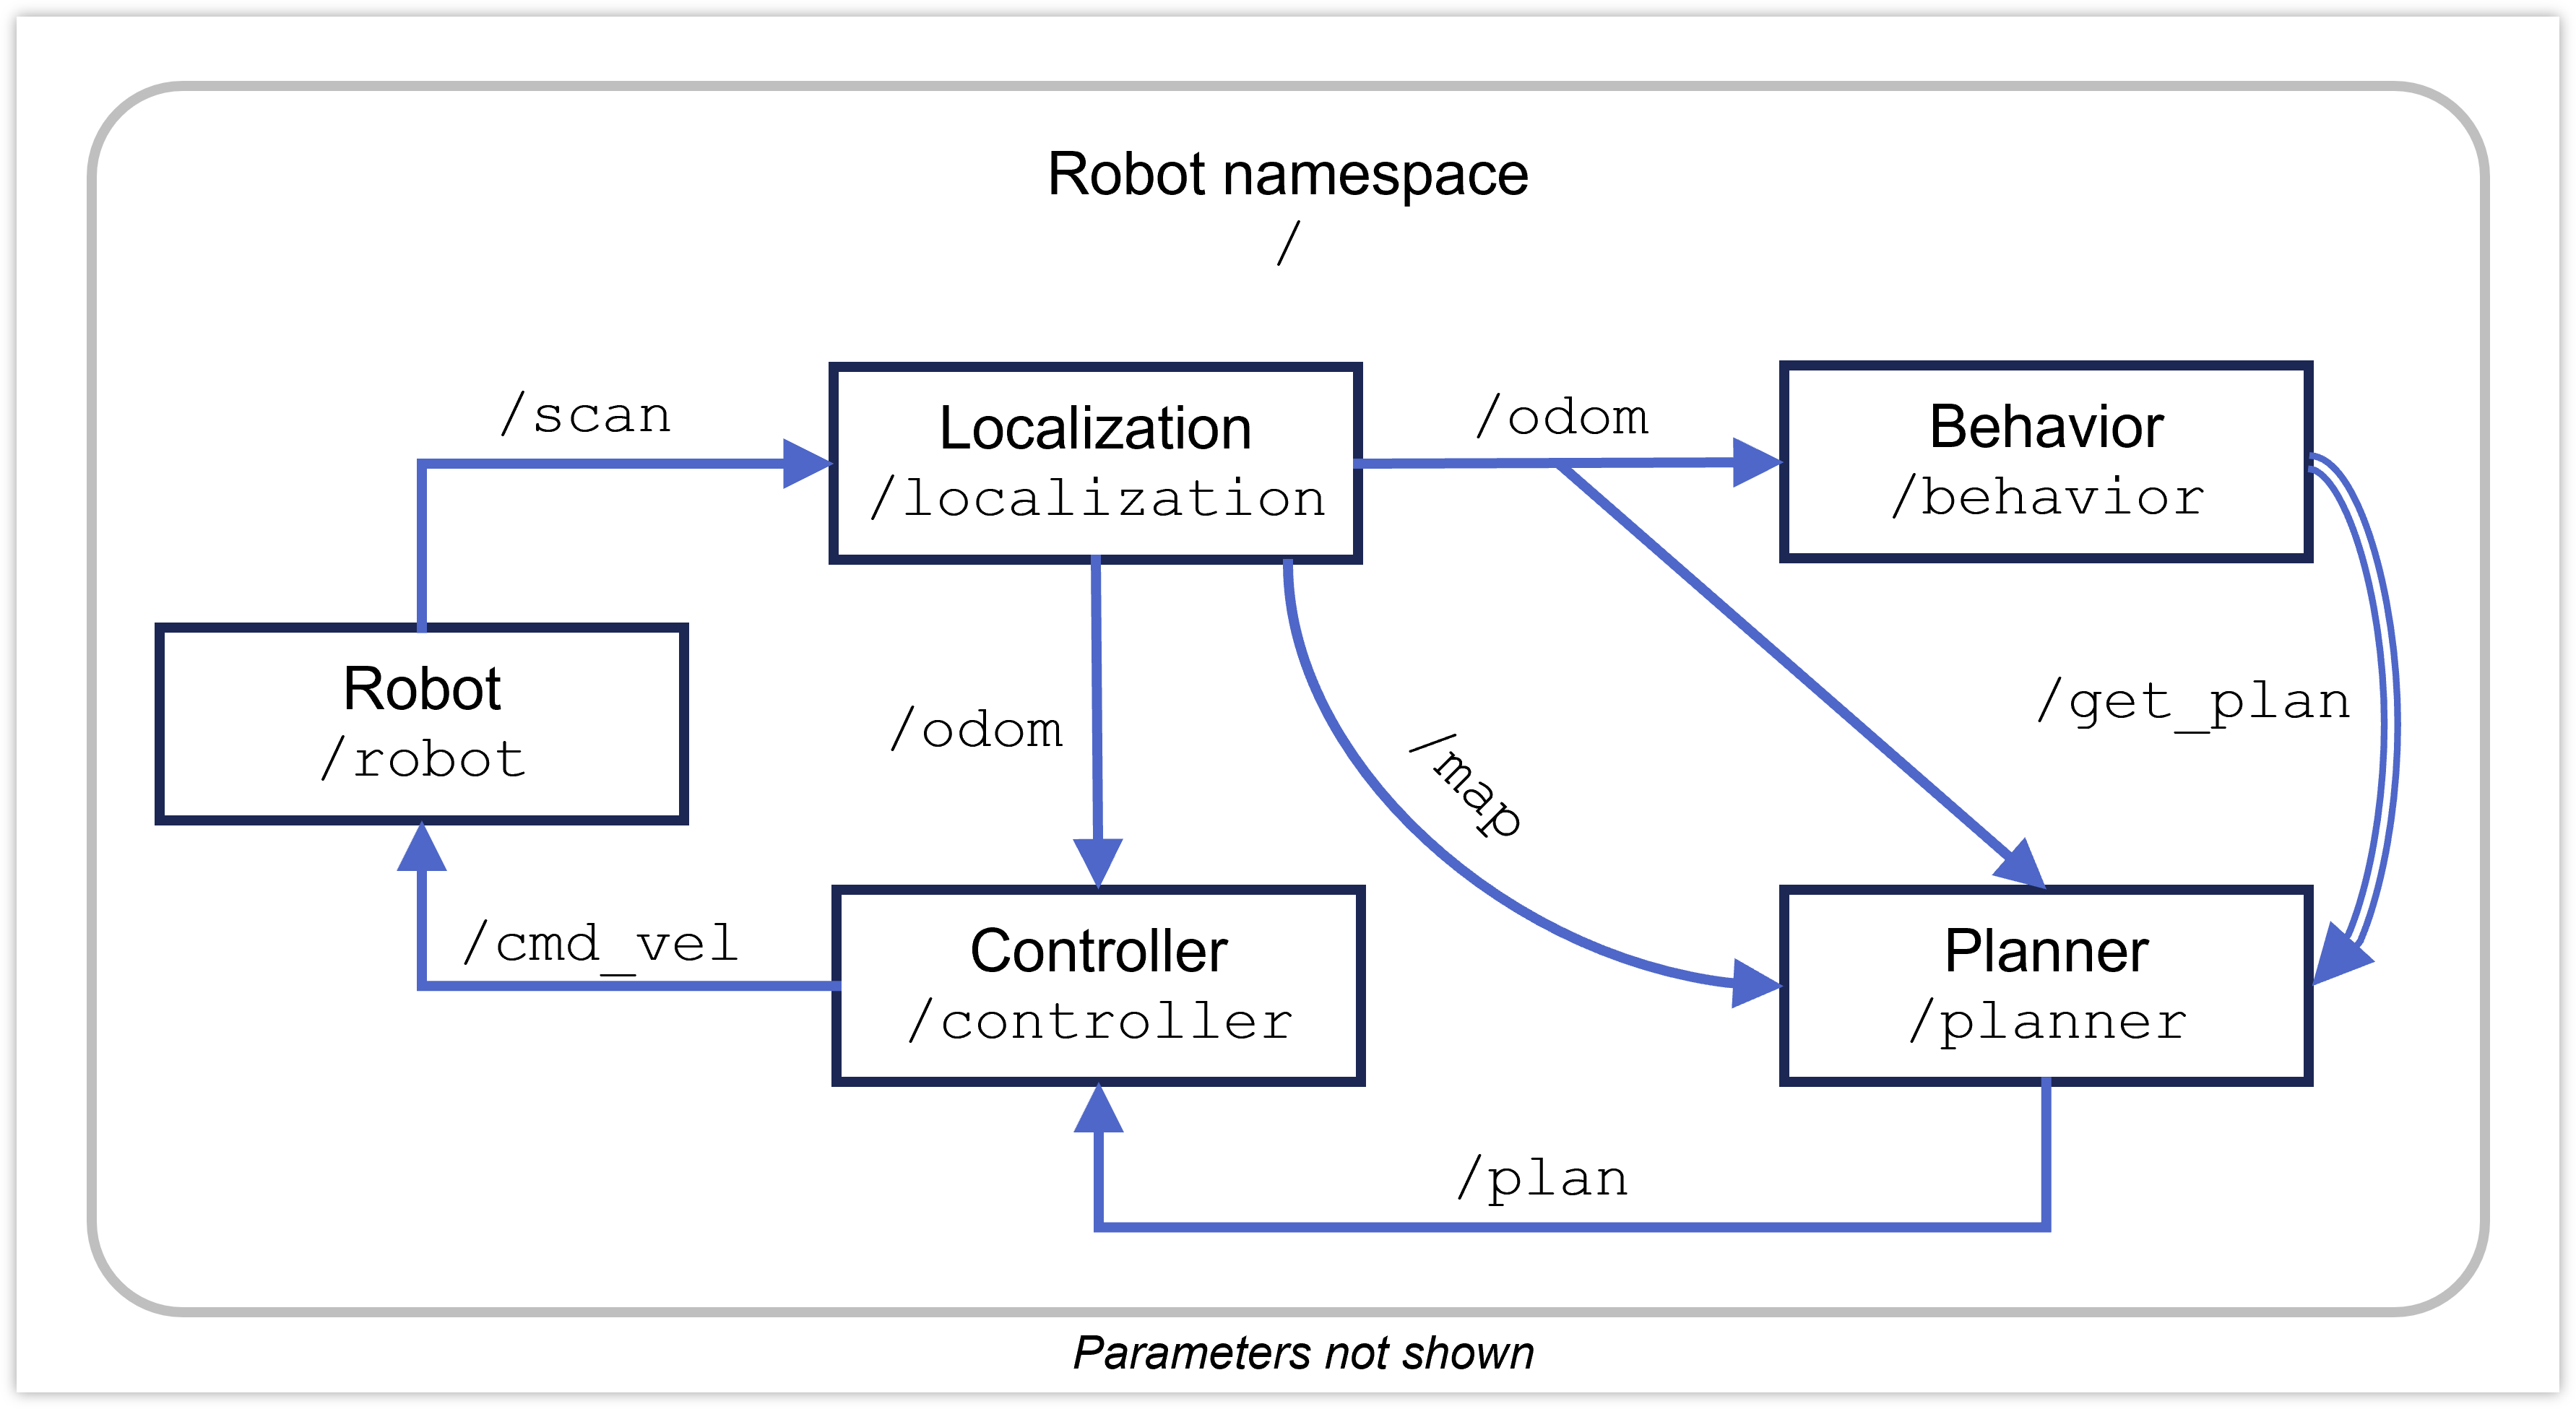 Robot namespace
/
/scan
Localization
/localization
/odom
Behavior
/behavior
Robot
/robot
/odom
/map
/get_plan
/cmd_vel
Controller
/controller
Planner
/planner
/plan
Parameters not shown